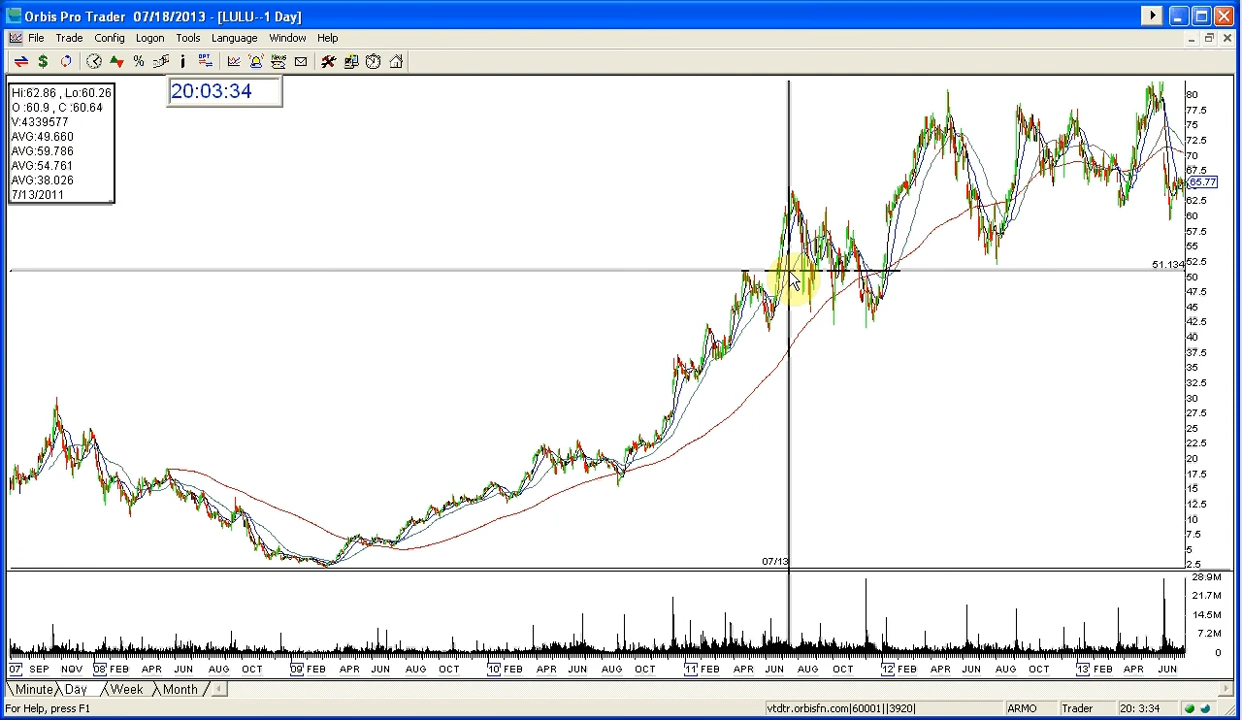 Orbis Pro Trader 07/18/2013 - [LULU--1 Day]
File Trade Config Logon Tools Language Window Help
OPT
News
20:03:34
Hi:62.86 , Lo:60.26
O :60.9 , C :60.64
V:4339577
AVG:49.660
AVG:59.786
AVG:54.761
AVG:38.026
7/13/2011
80
77.5
75
72.5
70
67.5
65.77
62.5
60
57.5
55
52.5
51.134
50
47.5
45
42.5
40
37.5
35
32.5
30
27.5
25
22.5
20
17.5
15
12.5
10
7.5
5
2.5
07/13
28.9M
21.7M
14.5M
7.2M
0
07 SEP NOV 08 FEB APR JUN AUG OCT 09 FEB APR JUN AUG OCT 10 FEB APR JUN AUG OCT 11 FEB APR JUN AUG OCT 12 FEB APR JUN AUG OCT 13 FEB APR JUN
Minute Day Week Month
For Help, press F1 vtdtr.orbisfn.com|60001||3920| ARMO Trader 20: 3:34